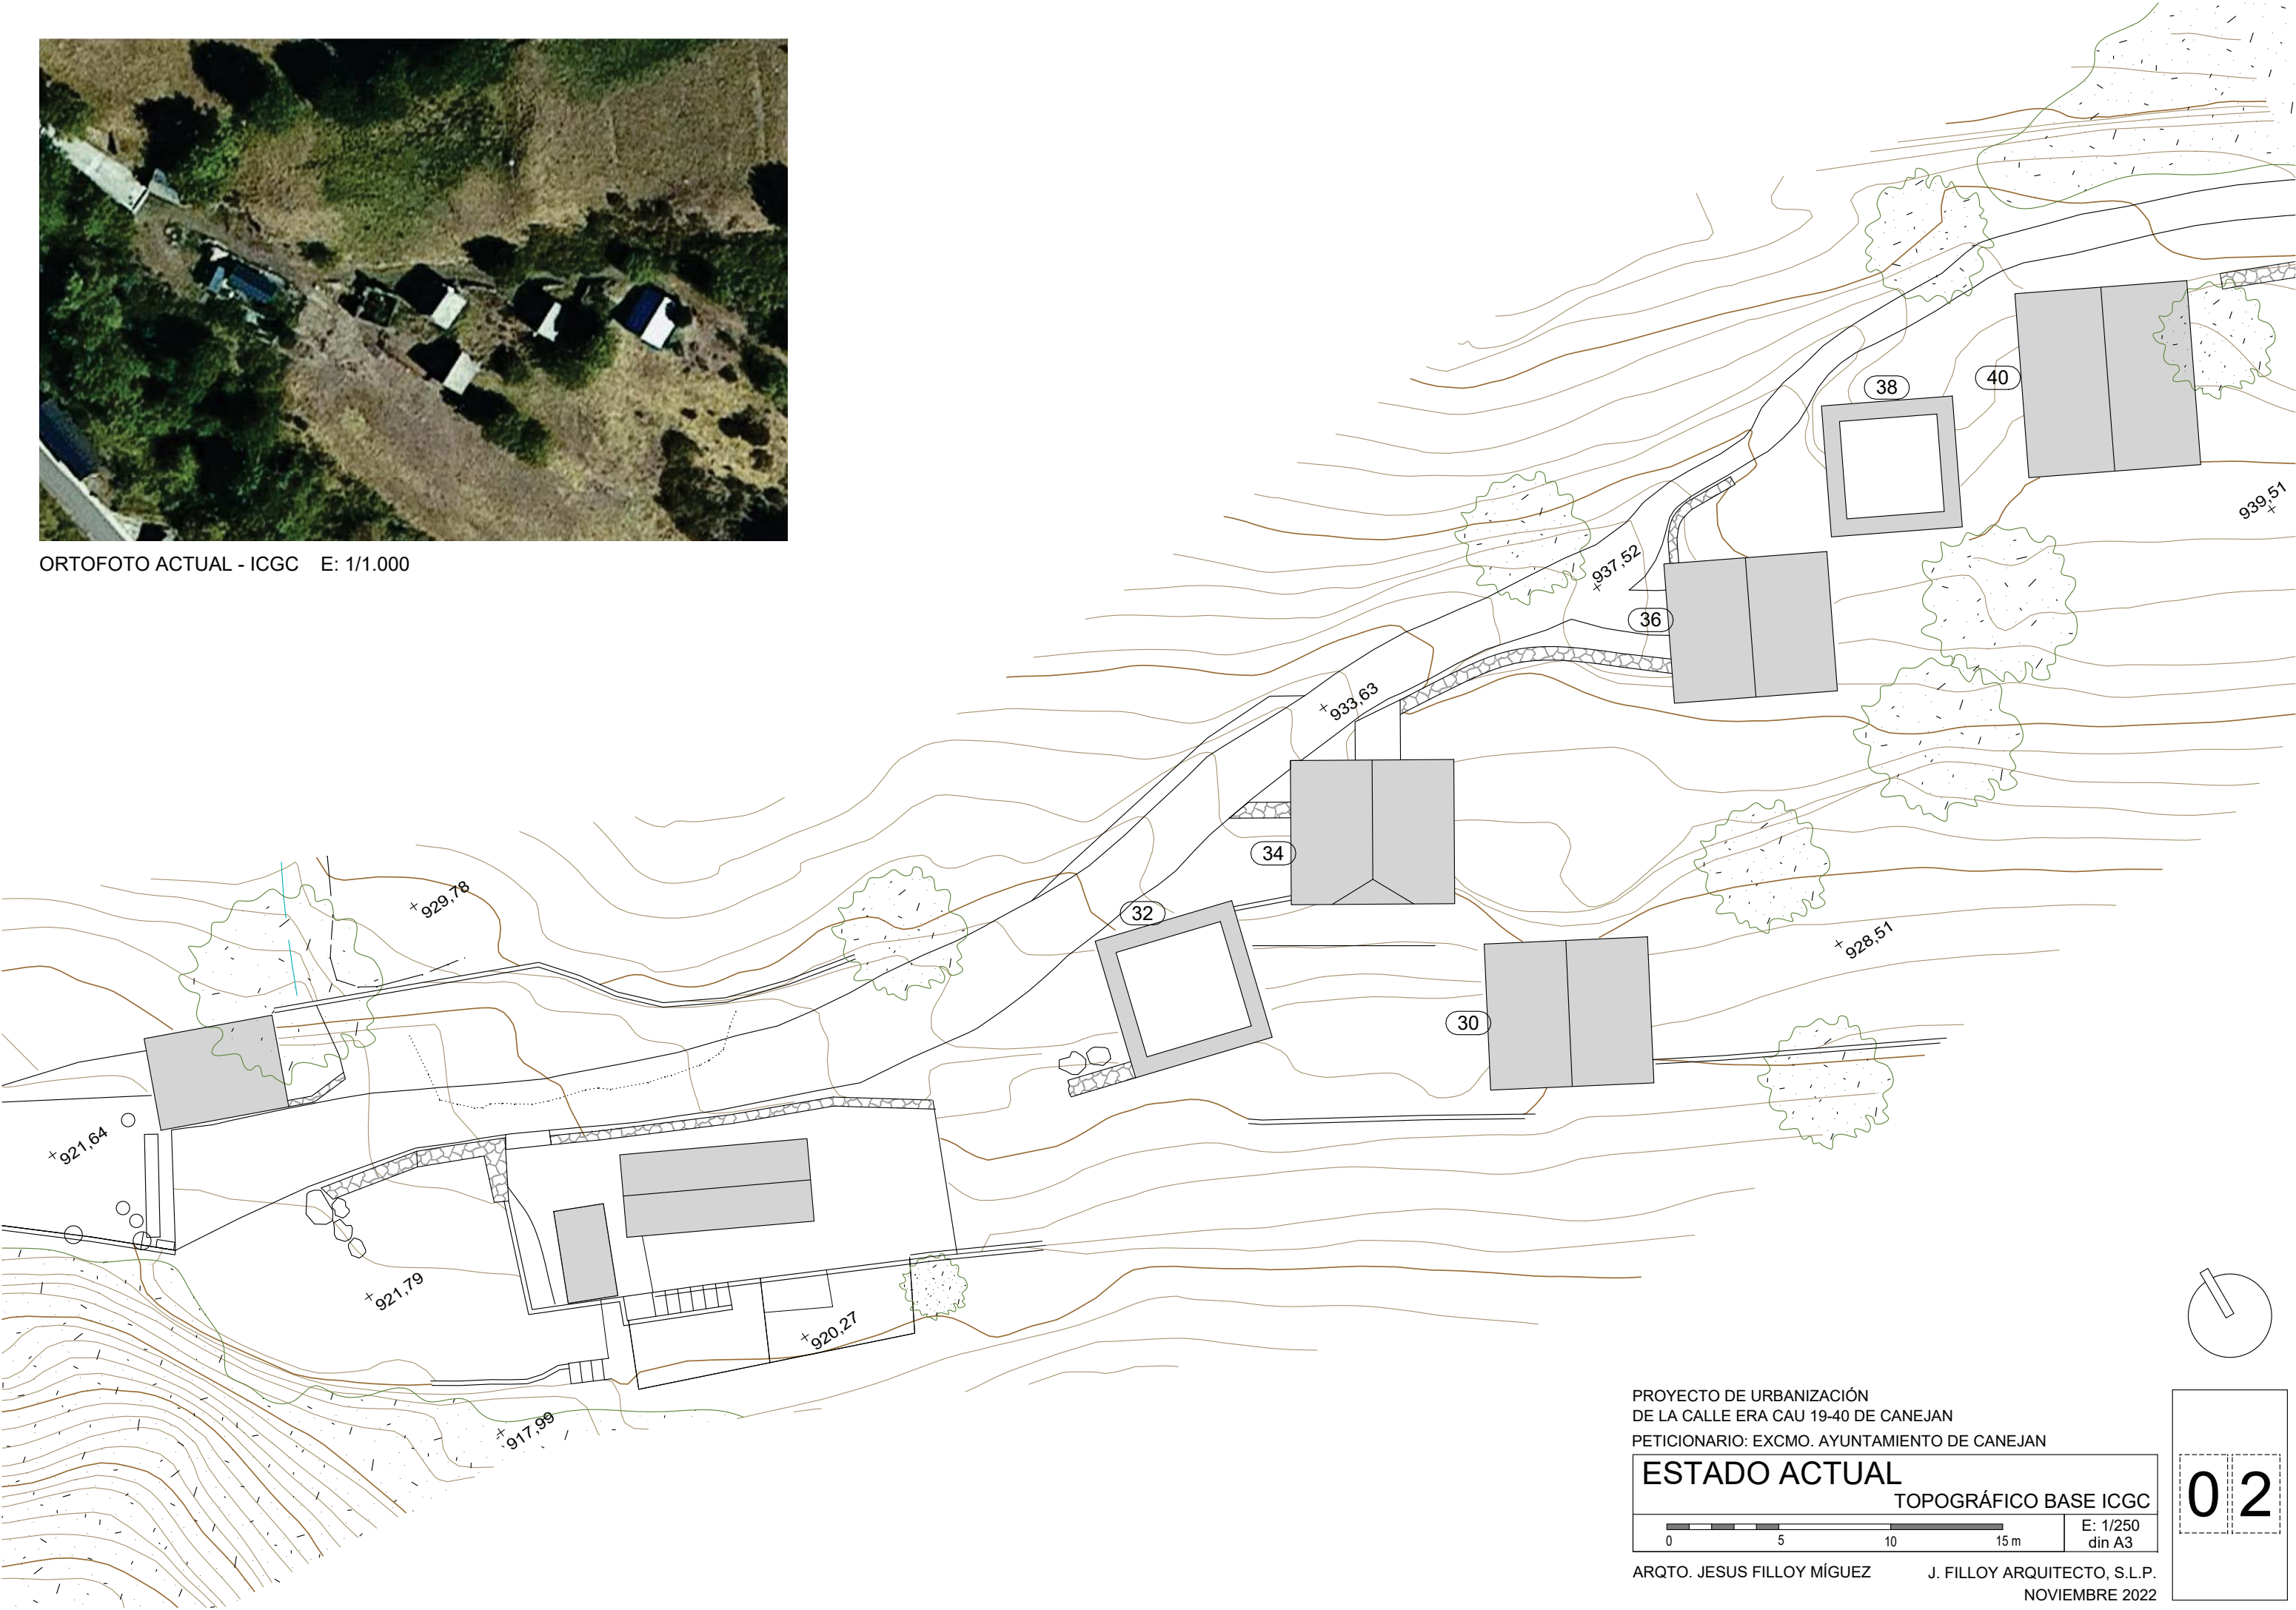 ORTOFOTO ACTUAL - ICGC E: 1/1.000
38
40
939,51
937,52
36
933,63
34
929,78
32
928,51
30
921,64
921,79
920,27
917,99
PROYECTO DE URBANIZACIÓN
DE LA CALLE ERA CAU 19-40 DE CANEJAN
PETICIONARIO: EXCMO. AYUNTAMIENTO DE CANEJAN
ESTADO ACTUAL
TOPOGRÁFICO BASE ICGC
0 5 10 15 m
E: 1/250
din A3
ARQTO. JESUS FILLOY MÍGUEZ
J. FILLOY ARQUITECTO, S.L.P.
NOVIEMBRE 2022
02